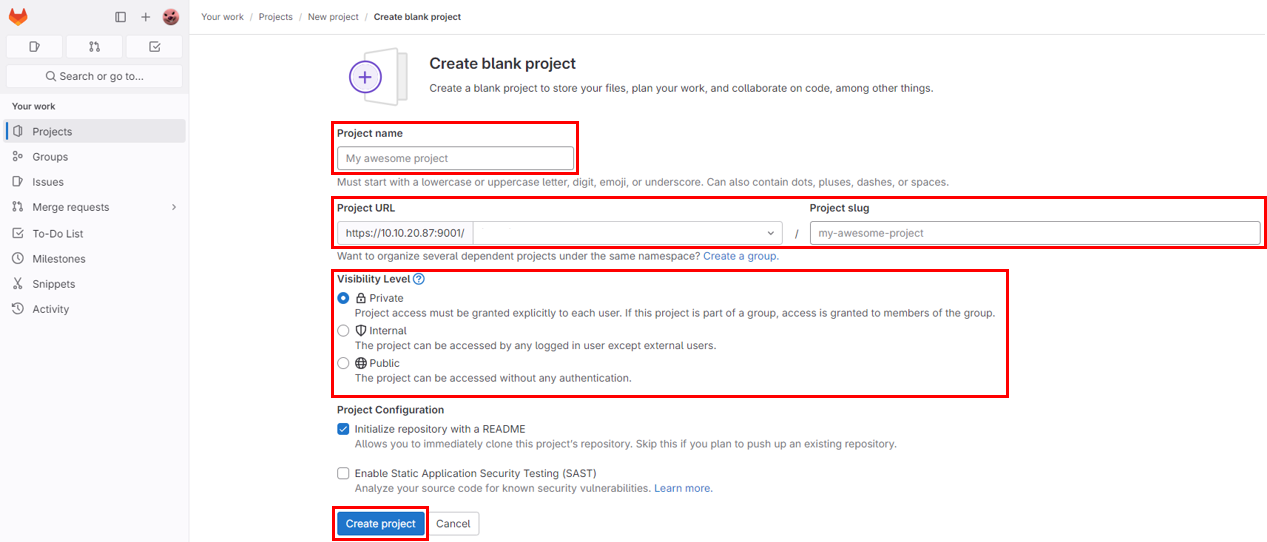 Your work / Projects / New project / Create blank project
Search or go to...
Your work
Projects
Groups
Issues
Merge requests
To-Do List
Milestones
Snippets
Activity
Create blank project
Create a blank project to store your files, plan your work, and collaborate on code, among other things.
Project name
My awesome project
Must start with a lowercase or uppercase letter, digit, emoji, or underscore. Can also contain dots, pluses, dashes, or spaces.
Project URL Project slug
https://10.10.20.87:9001/ / my-awesome-project
Want to organize several dependent projects under the same namespace? Create a group.
Visibility Level ?
Private
Project access must be granted explicitly to each user. If this project is part of a group, access is granted to members of the group.
Internal
The project can be accessed by any logged in user except external users.
Public
The project can be accessed without any authentication.
Project Configuration
Initialize repository with a README
Allows you to immediately clone this project's repository. Skip this if you plan to push up an existing repository.
Enable Static Application Security Testing (SAST)
Analyze your source code for known security vulnerabilities. Learn more.
Create project Cancel